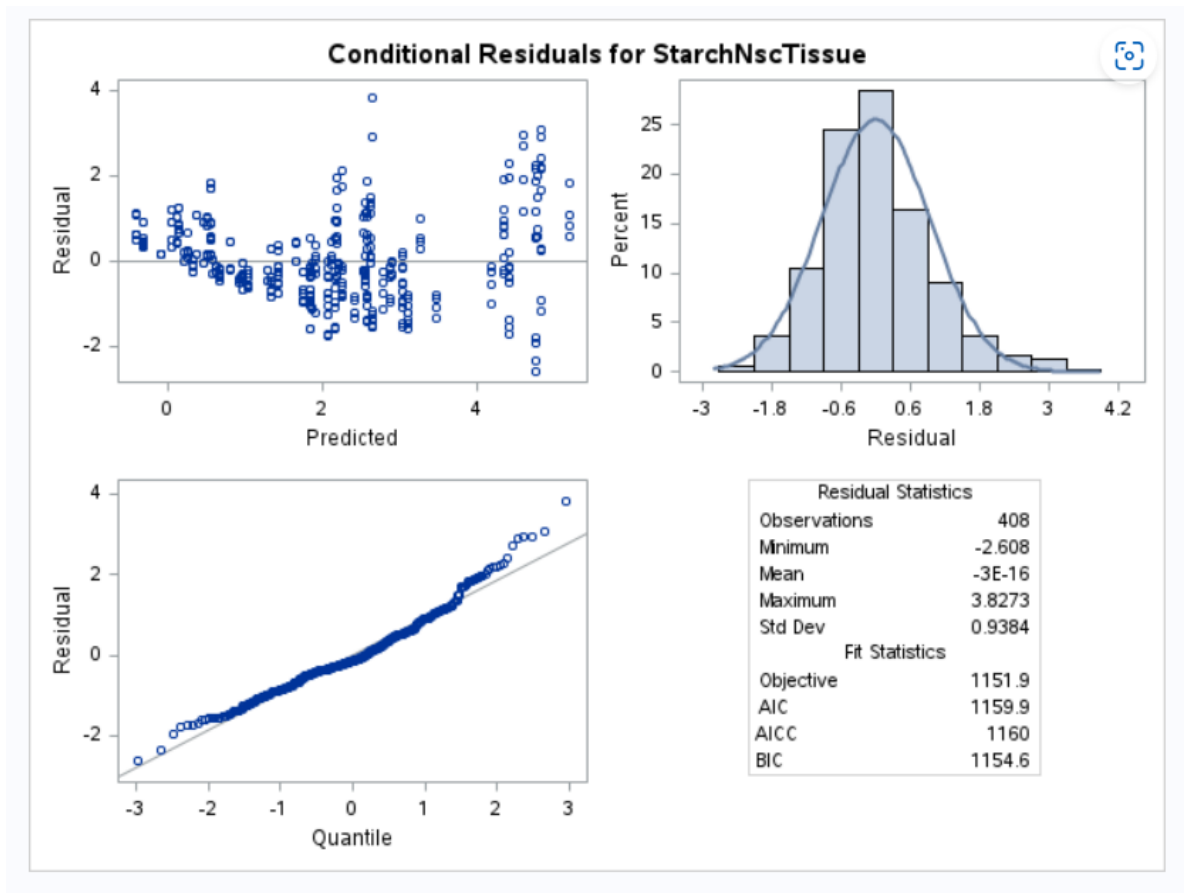 Conditional Residuals for StarchNscTissue
4
2
0
-2
Residual
0 2 4
Predicted
25
20
15
10
5
0
Percent
-3 -1.8 -0.6 0.6 1.8 3 4.2
Residual
4
2
0
-2
Residual
-3 -2 -1 0 1 2 3
Quantile
Residual Statistics
Observations 408
Minimum -2.608
Mean -3E-16
Maximum 3.8273
Std Dev 0.9384
Fit Statistics
Objective 1151.9
AIC 1159.9
AICC 1160
BIC 1154.6